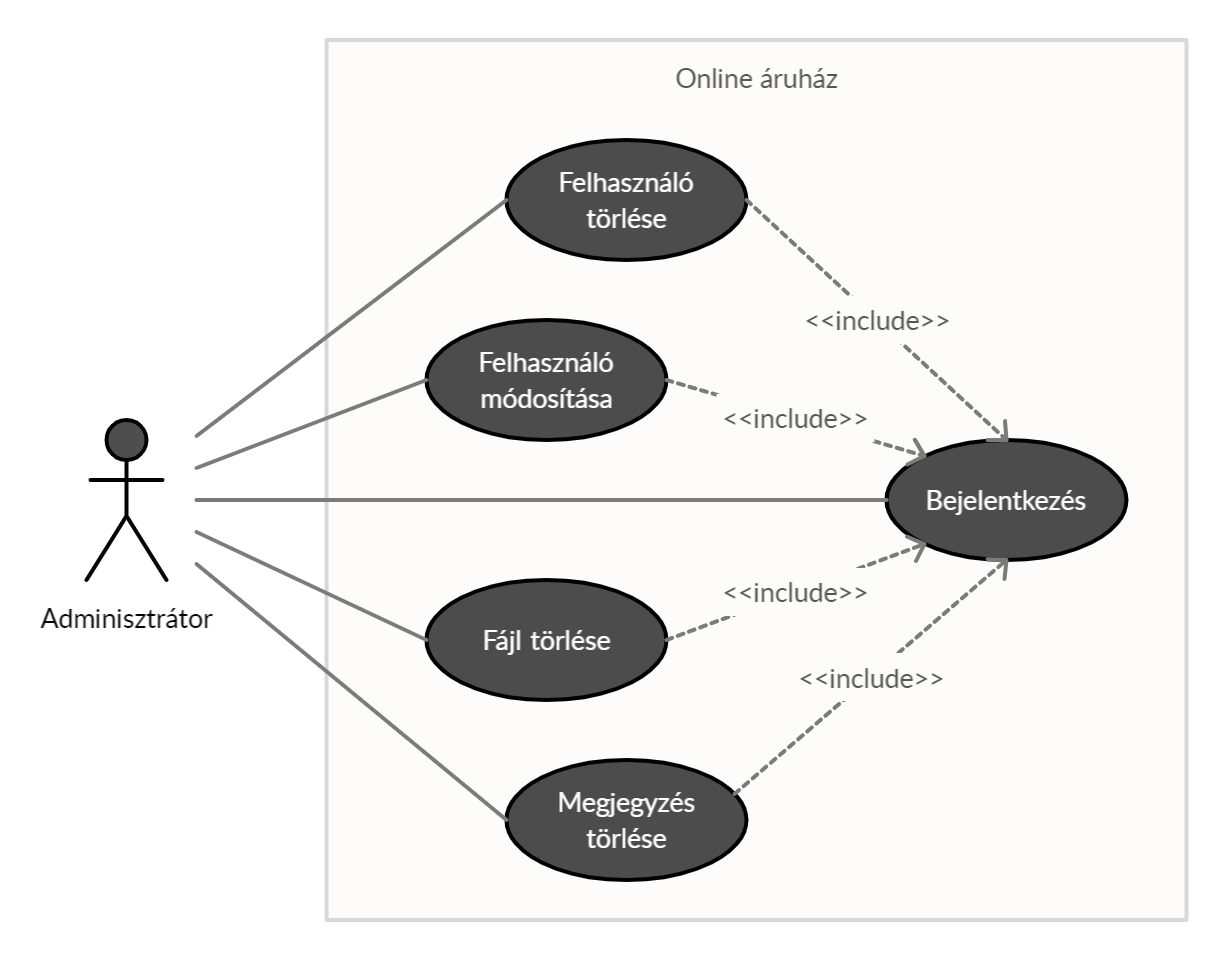 Online áruház
Felhasználó
törlése
<<include>>
Felhasználó
módosítása
<<include>>
Bejelentkezés
Adminisztrátor
<<include>>
Fájl törlése
<<include>>
Megjegyzés
törlése